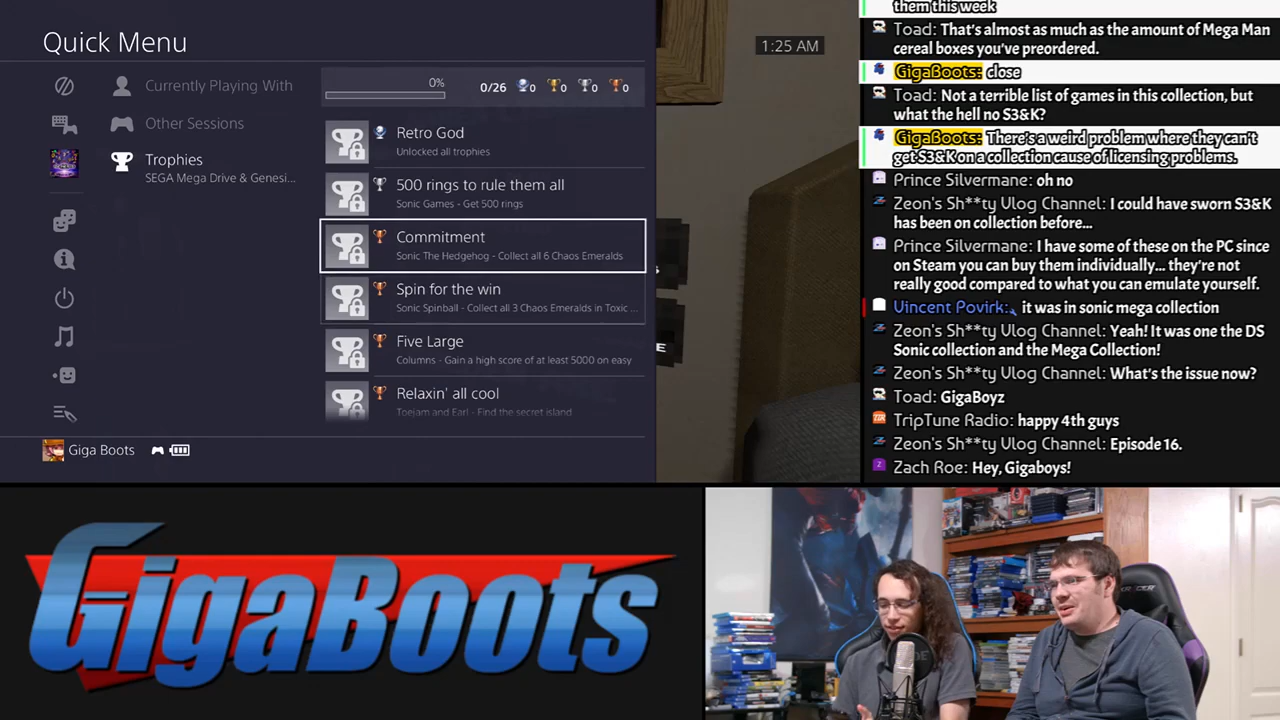 Quick Menu
Currently Playing With
Other Sessions
Trophies
SEGA Mega Drive & Genesi...
0%
0/26
0
0
0
0
Retro God
Unlocked all trophies
500 rings to rule them all
Sonic Games - Get 500 rings
Commitment
Sonic The Hedgehog - Collect all 6 Chaos Emeralds
Spin for the win
Sonic Spinball - Collect all 3 Chaos Emeralds in Toxic ...
Five Large
Columns - Gain a high score of at least 5000 on easy
Relaxin' all cool
Toejam and Earl - Find the secret island
Giga Boots
1:25 AM
them this week
Toad: That's almost as much as the amount of Mega Man
cereal boxes you've preordered.
GigaBoots: close
Toad: Not a terrible list of games in this collection, but
what the hell no S3&K?
GigaBoots: There's a weird problem where they can't
get S3&K on a collection cause of licensing problems.
Prince Silvermane: oh no
Zeon's Sh**ty Vlog Channel: I could have sworn S3&K
has been on collection before...
Prince Silvermane: I have some of these on the PC since
on Steam you can buy them individually... they're not
really good compared to what you can emulate yourself.
Vincent Povirk: it was in sonic mega collection
Zeon's Sh**ty Vlog Channel: Yeah! It was one the DS
Sonic collection and the Mega Collection!
Zeon's Sh**ty Vlog Channel: What's the issue now?
Toad: GigaBoyz
TripTune Radio: happy 4th guys
Zeon's Sh**ty Vlog Channel: Episode 16.
Zach Roe: Hey, Gigaboys!
GigaBoots